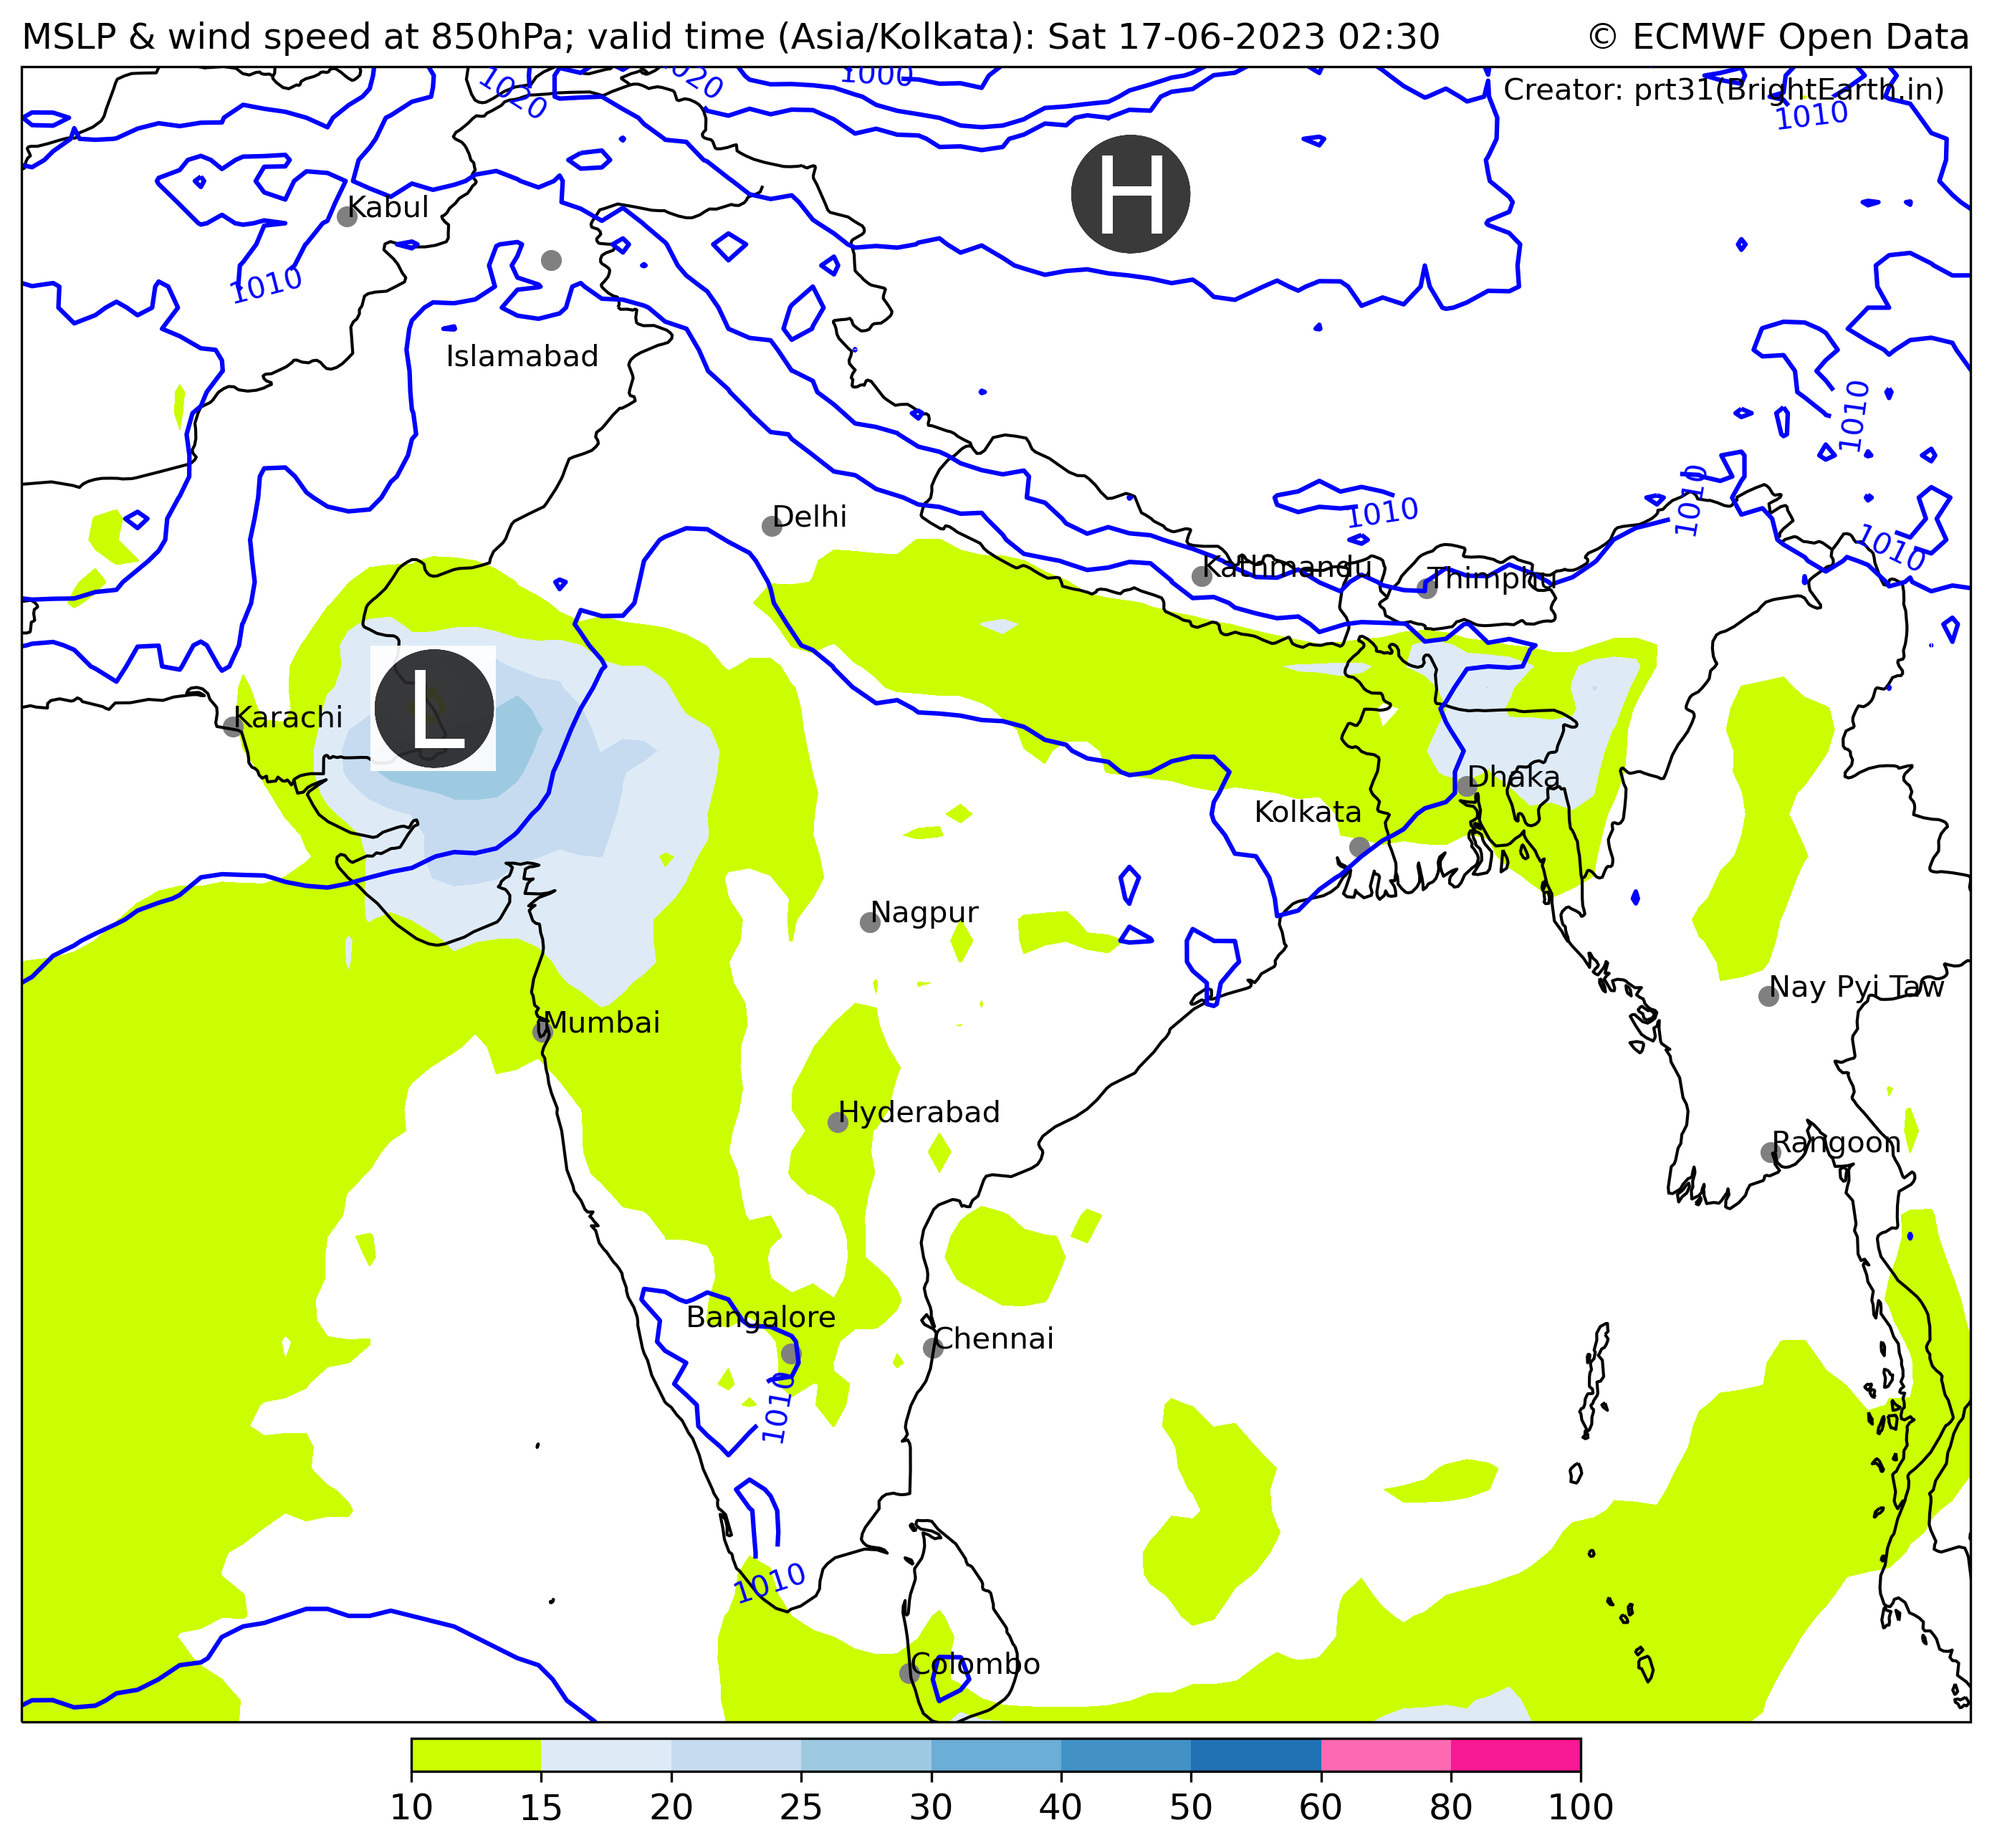 MSLP & wind speed at 850hPa; valid time (Asia/Kolkata): Sat 17-06-2023 02:30 © ECMWF Open Data
1020 1020 1000
Creator: prt31(BrightEarth.in)
1010
H
Kabul
1010
Islamabad
1010
1010
1010
Delhi
1010
Kathmandu
Thimphu
L
Karachi
Dhaka
Kolkata
Nagpur
Nay Pyi Taw
Mumbai
Hyderabad
Rangoon
Bangalore
Chennai
1010
1010
Colombo
10 15 20 25 30 40 50 60 80 100